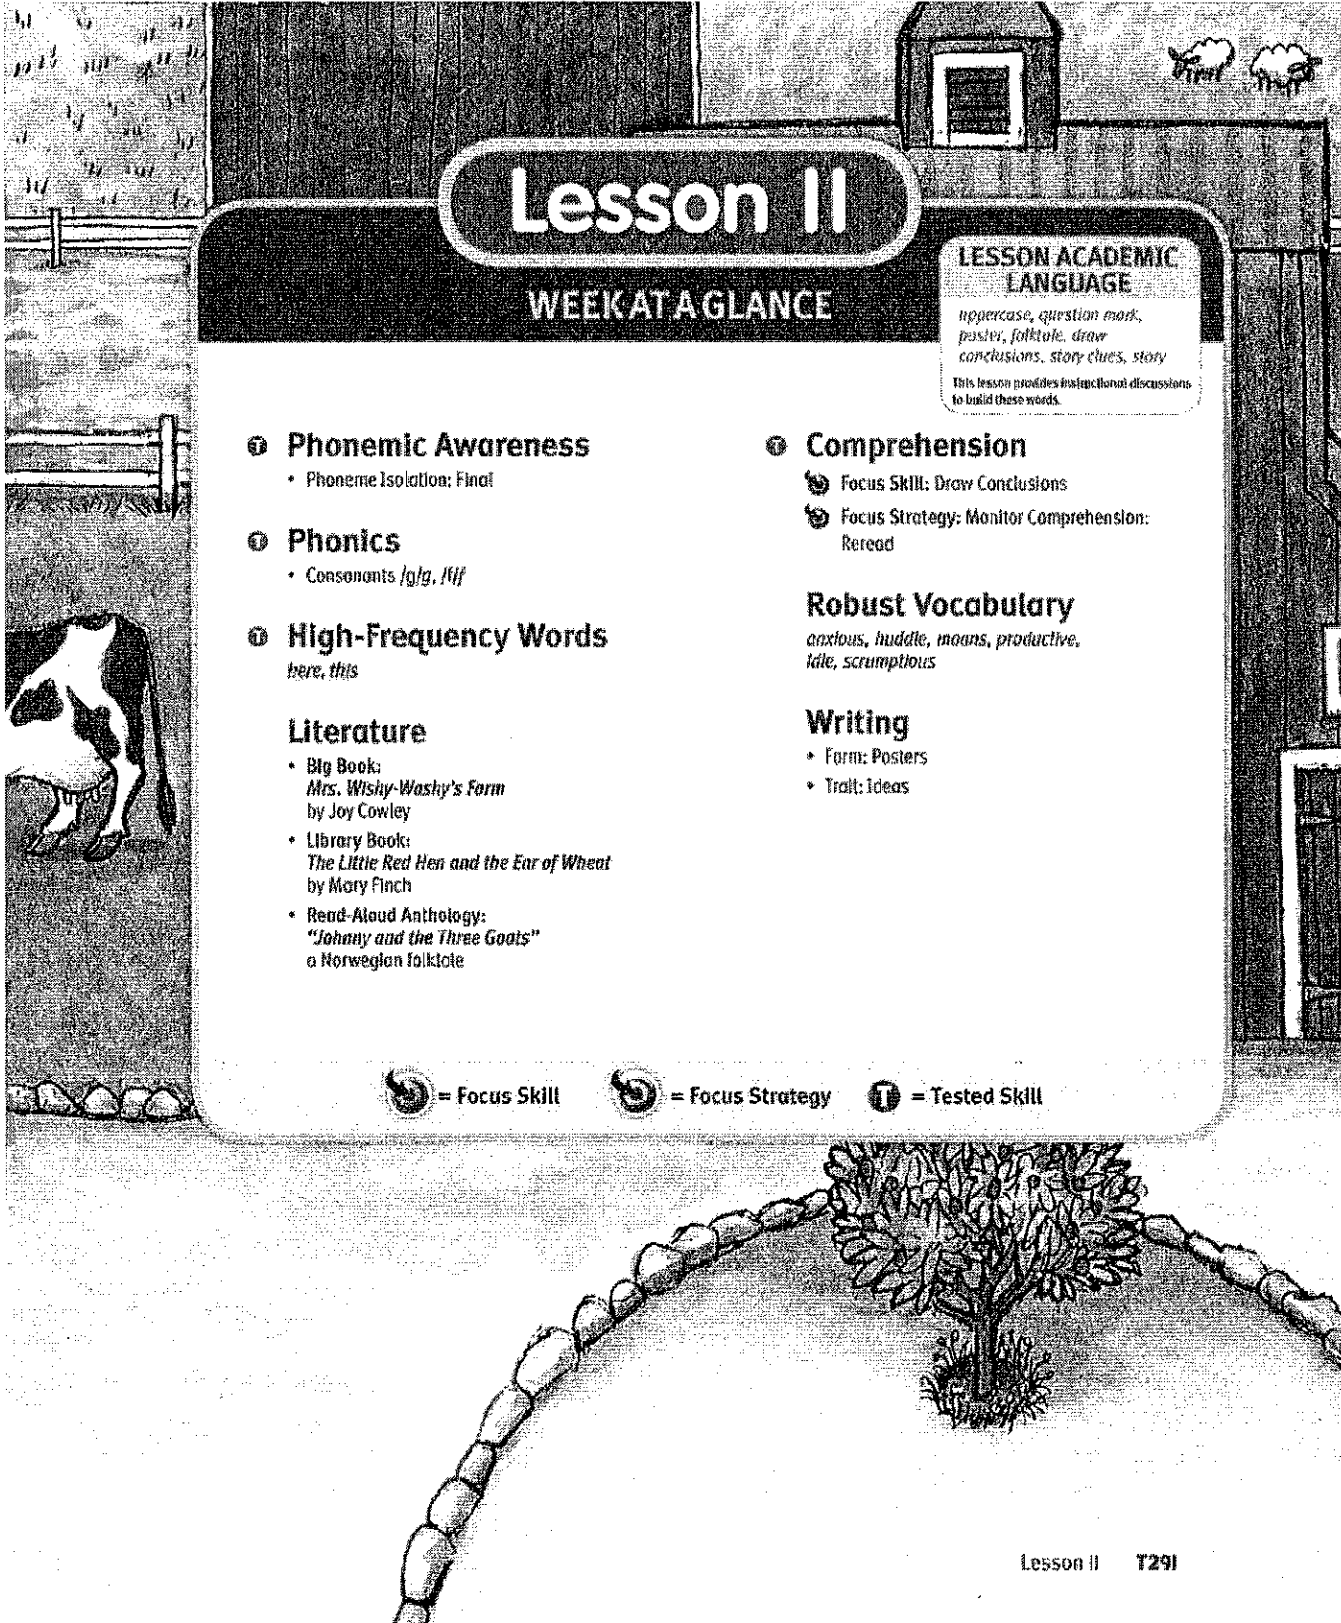 Lesson 11
WEEK AT A GLANCE
LESSON ACADEMIC
LANGUAGE
uppercase, question mark,
poster, folktale, draw
conclusions, story clues, story
This lesson provides instructional discussions
to build these words.
T Phonemic Awareness
• Phoneme Isolation: Final
T Phonics
• Consonants /g/g, /f/f
T High-Frequency Words
here, this
Literature
• Big Book:
Mrs. Wishy-Washy's Farm
by Joy Cowley
• Library Book:
The Little Red Hen and the Ear of Wheat
by Mary Finch
• Read-Aloud Anthology:
"Johnny and the Three Goats"
a Norwegian folktale
T Comprehension
Focus Skill: Draw Conclusions
Focus Strategy: Monitor Comprehension:
Reread
Robust Vocabulary
anxious, huddle, moans, productive,
idle, scrumptious
Writing
• Form: Posters
• Trait: Ideas
= Focus Skill
= Focus Strategy
T = Tested Skill
Lesson 11 T291